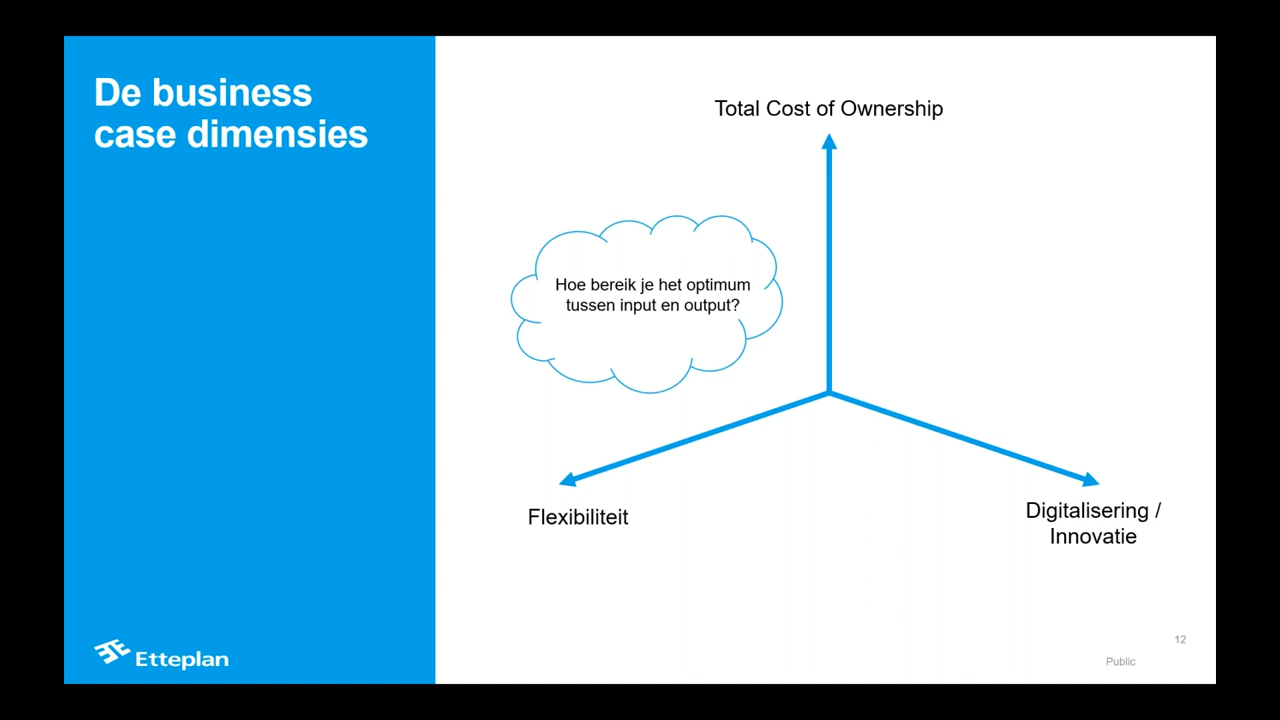 De business
case dimensies
Total Cost of Ownership
Hoe bereik je het optimum
tussen input en output?
Flexibiliteit
Digitalisering /
Innovatie
Etteplan
12
Public